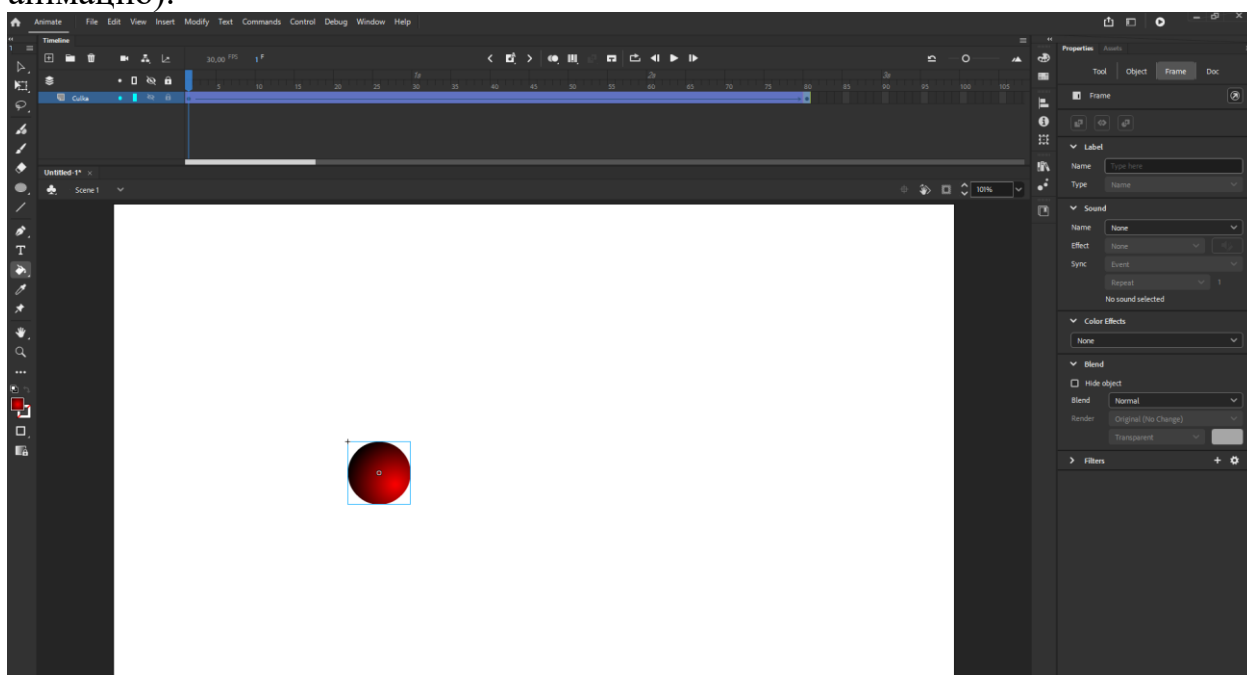 анимацию).
Animate File Edit View Insert Modify Text Commands Control Debug Window Help
Timeline
Properties Assets
30,00 FPS 1 F
Tool Object Frame Doc
1s 2s 3s
5 10 15 20 25 30 35 40 45 50 55 60 65 70 75 80 85 90 95 100 105
Culka
Frame
Label
Name Type here
Type Name
Untitled-1* ×
Scene 1
101%
Sound
Name None
Effect None
Sync Event
Repeat 1
No sound selected
Color Effects
None
Blend
Hide object
Blend Normal
Render Original (No Change)
Transparent
Filters